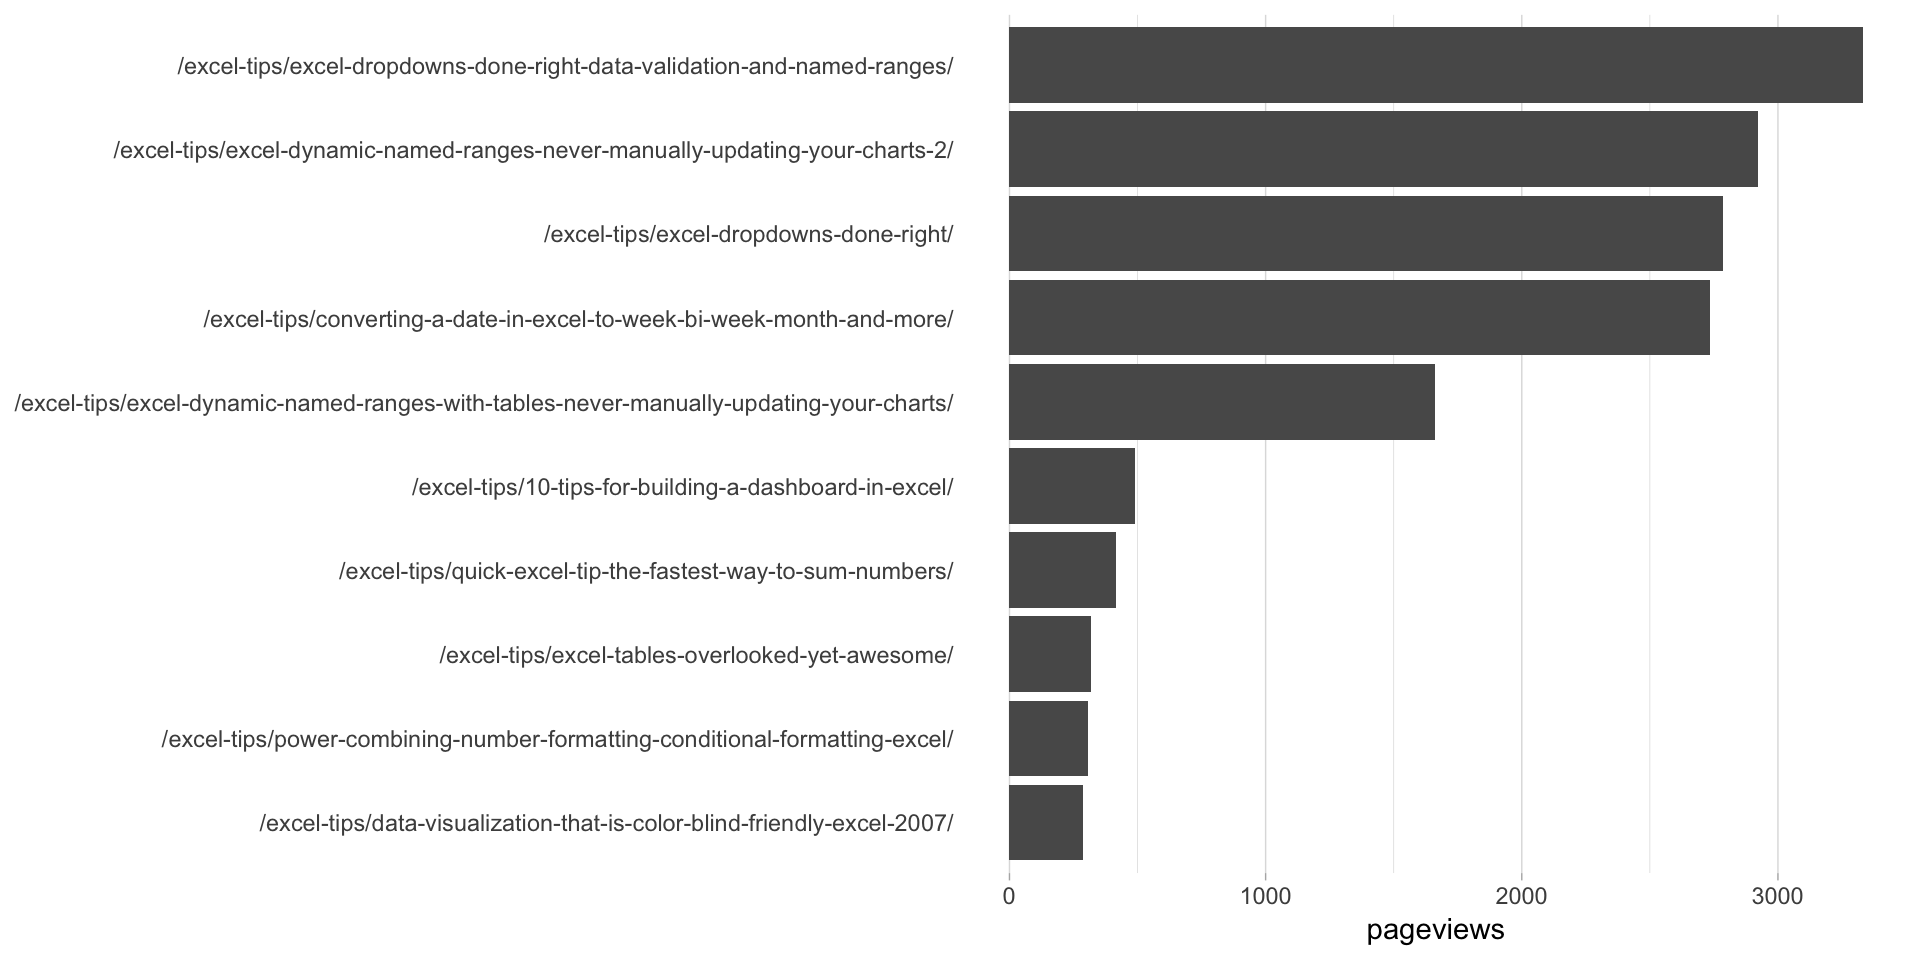 /excel-tips/excel-dropdowns-done-right-data-validation-and-named-ranges/
/excel-tips/excel-dynamic-named-ranges-never-manually-updating-your-charts-2/
/excel-tips/excel-dropdowns-done-right/
/excel-tips/converting-a-date-in-excel-to-week-bi-week-month-and-more/
/excel-tips/excel-dynamic-named-ranges-with-tables-never-manually-updating-your-charts/
/excel-tips/10-tips-for-building-a-dashboard-in-excel/
/excel-tips/quick-excel-tip-the-fastest-way-to-sum-numbers/
/excel-tips/excel-tables-overlooked-yet-awesome/
/excel-tips/power-combining-number-formatting-conditional-formatting-excel/
/excel-tips/data-visualization-that-is-color-blind-friendly-excel-2007/
0 1000 2000 3000
pageviews